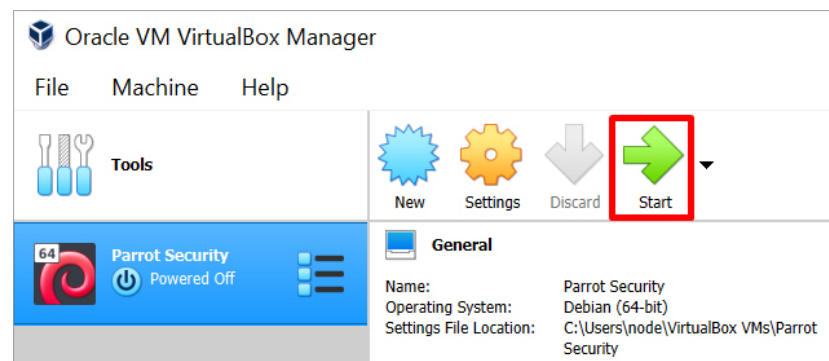 Oracle VM VirtualBox Manager
File Machine Help
Tools
New Settings Discard Start
64 Parrot Security
Powered Off
General
Name: Parrot Security
Operating System: Debian (64-bit)
Settings File Location: C:\Users\node\VirtualBox VMs\Parrot
Security